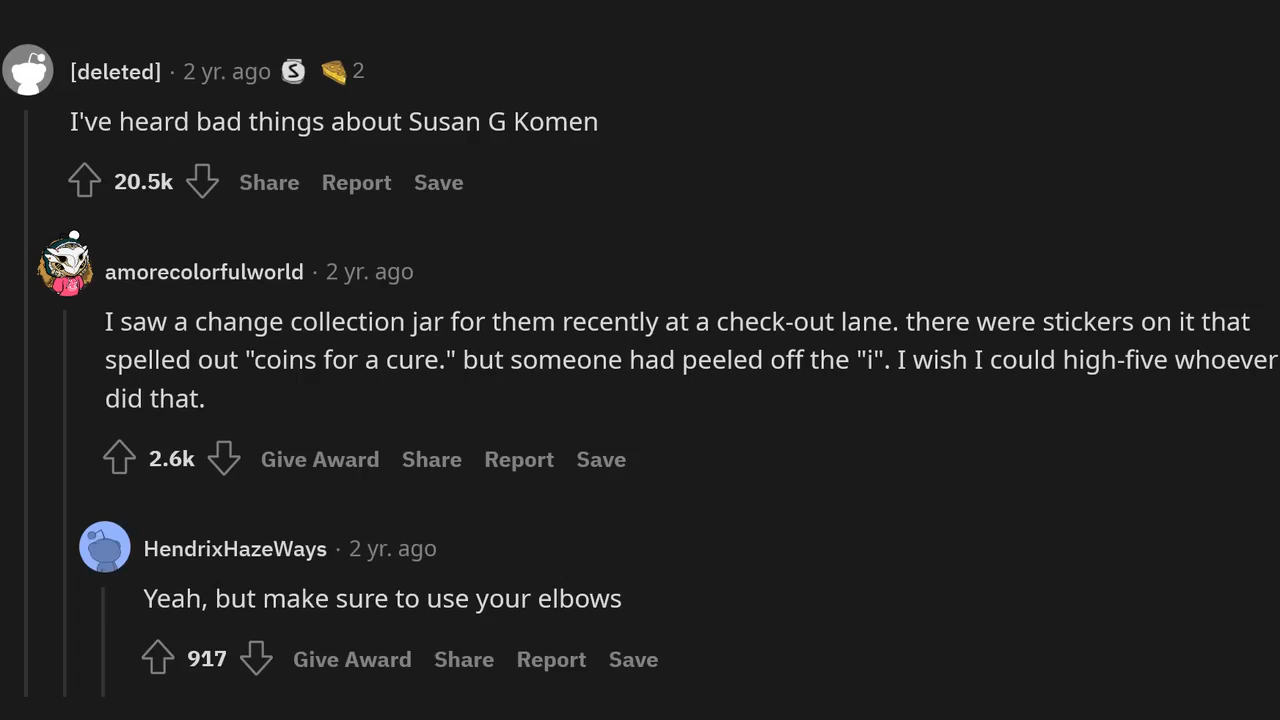 [deleted] · 2 yr. ago S 2
I've heard bad things about Susan G Komen
20.5k Share Report Save
amorecolorfulworld · 2 yr. ago
I saw a change collection jar for them recently at a check-out lane. there were stickers on it that
spelled out "coins for a cure." but someone had peeled off the "i". I wish I could high-five whoever
did that.
2.6k Give Award Share Report Save
HendrixHazeWays · 2 yr. ago
Yeah, but make sure to use your elbows
917 Give Award Share Report Save